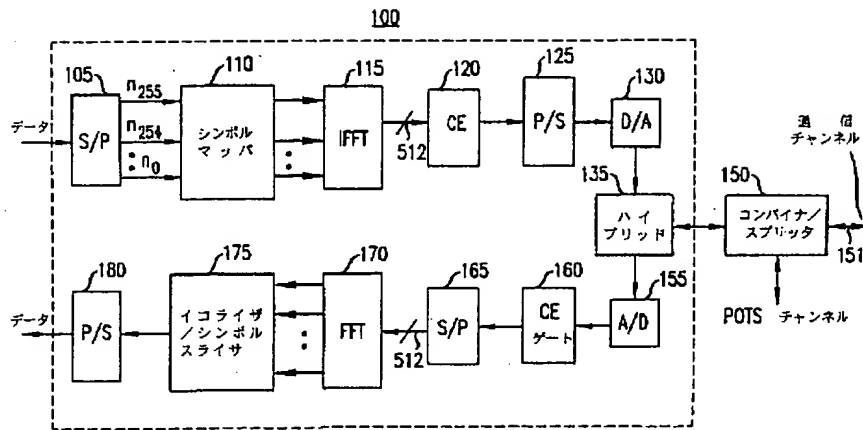 100
105
110
115
120
125
130
データ
S/P
n255
n254
n0
シンボル
マッパ
IFFT
512
CE
P/S
D/A
通信
チャンネル
135
ハイ
ブリッド
150
コンバイナ/
スプリッタ
151
POTS チャンネル
180
175
170
165
160
155
データ
P/S
イコライザ
/シンボル
スライサ
FFT
512
S/P
CE
ゲート
A/D